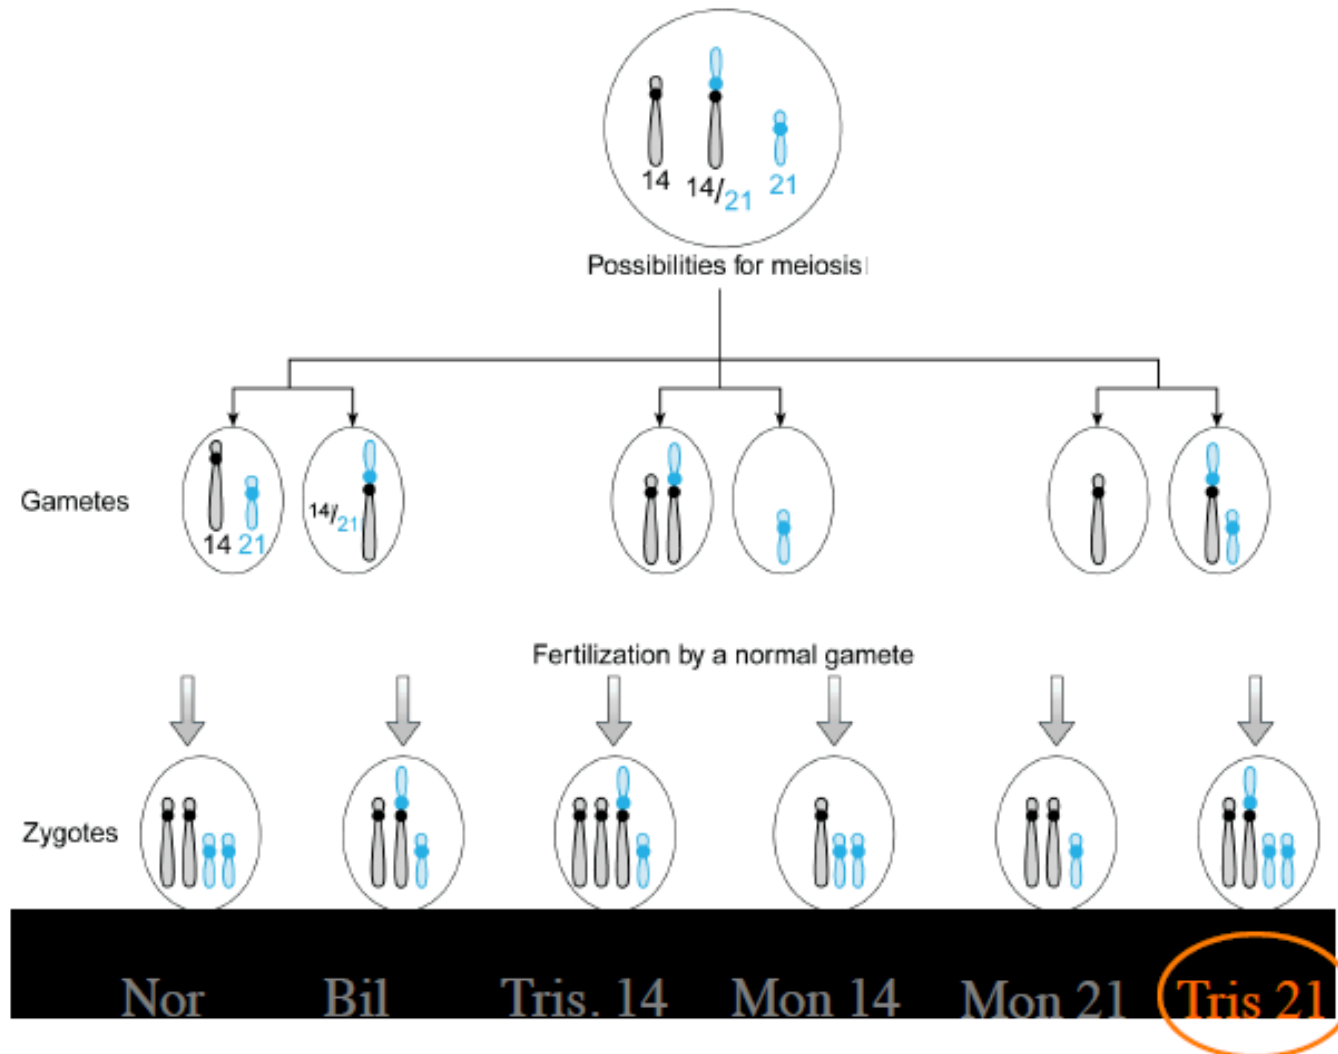 14 14/21 21
Possibilities for meiosis
Gametes
14 21
14/21
Fertilization by a normal gamete
Zygotes
Nor Bil Tris. 14 Mon 14 Mon 21 Tris 21